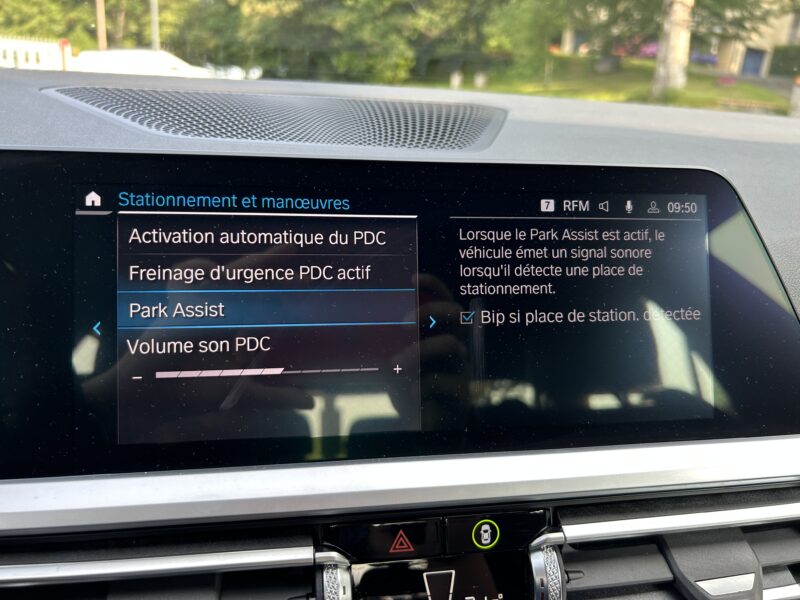 Stationnement et manœuvres
7 RFM 09:50
Activation automatique du PDC
Freinage d'urgence PDC actif
Park Assist
Volume son PDC
− +
Lorsque le Park Assist est actif, le
véhicule émet un signal sonore
lorsqu'il détecte une place de
stationnement.
Bip si place de station. détectée